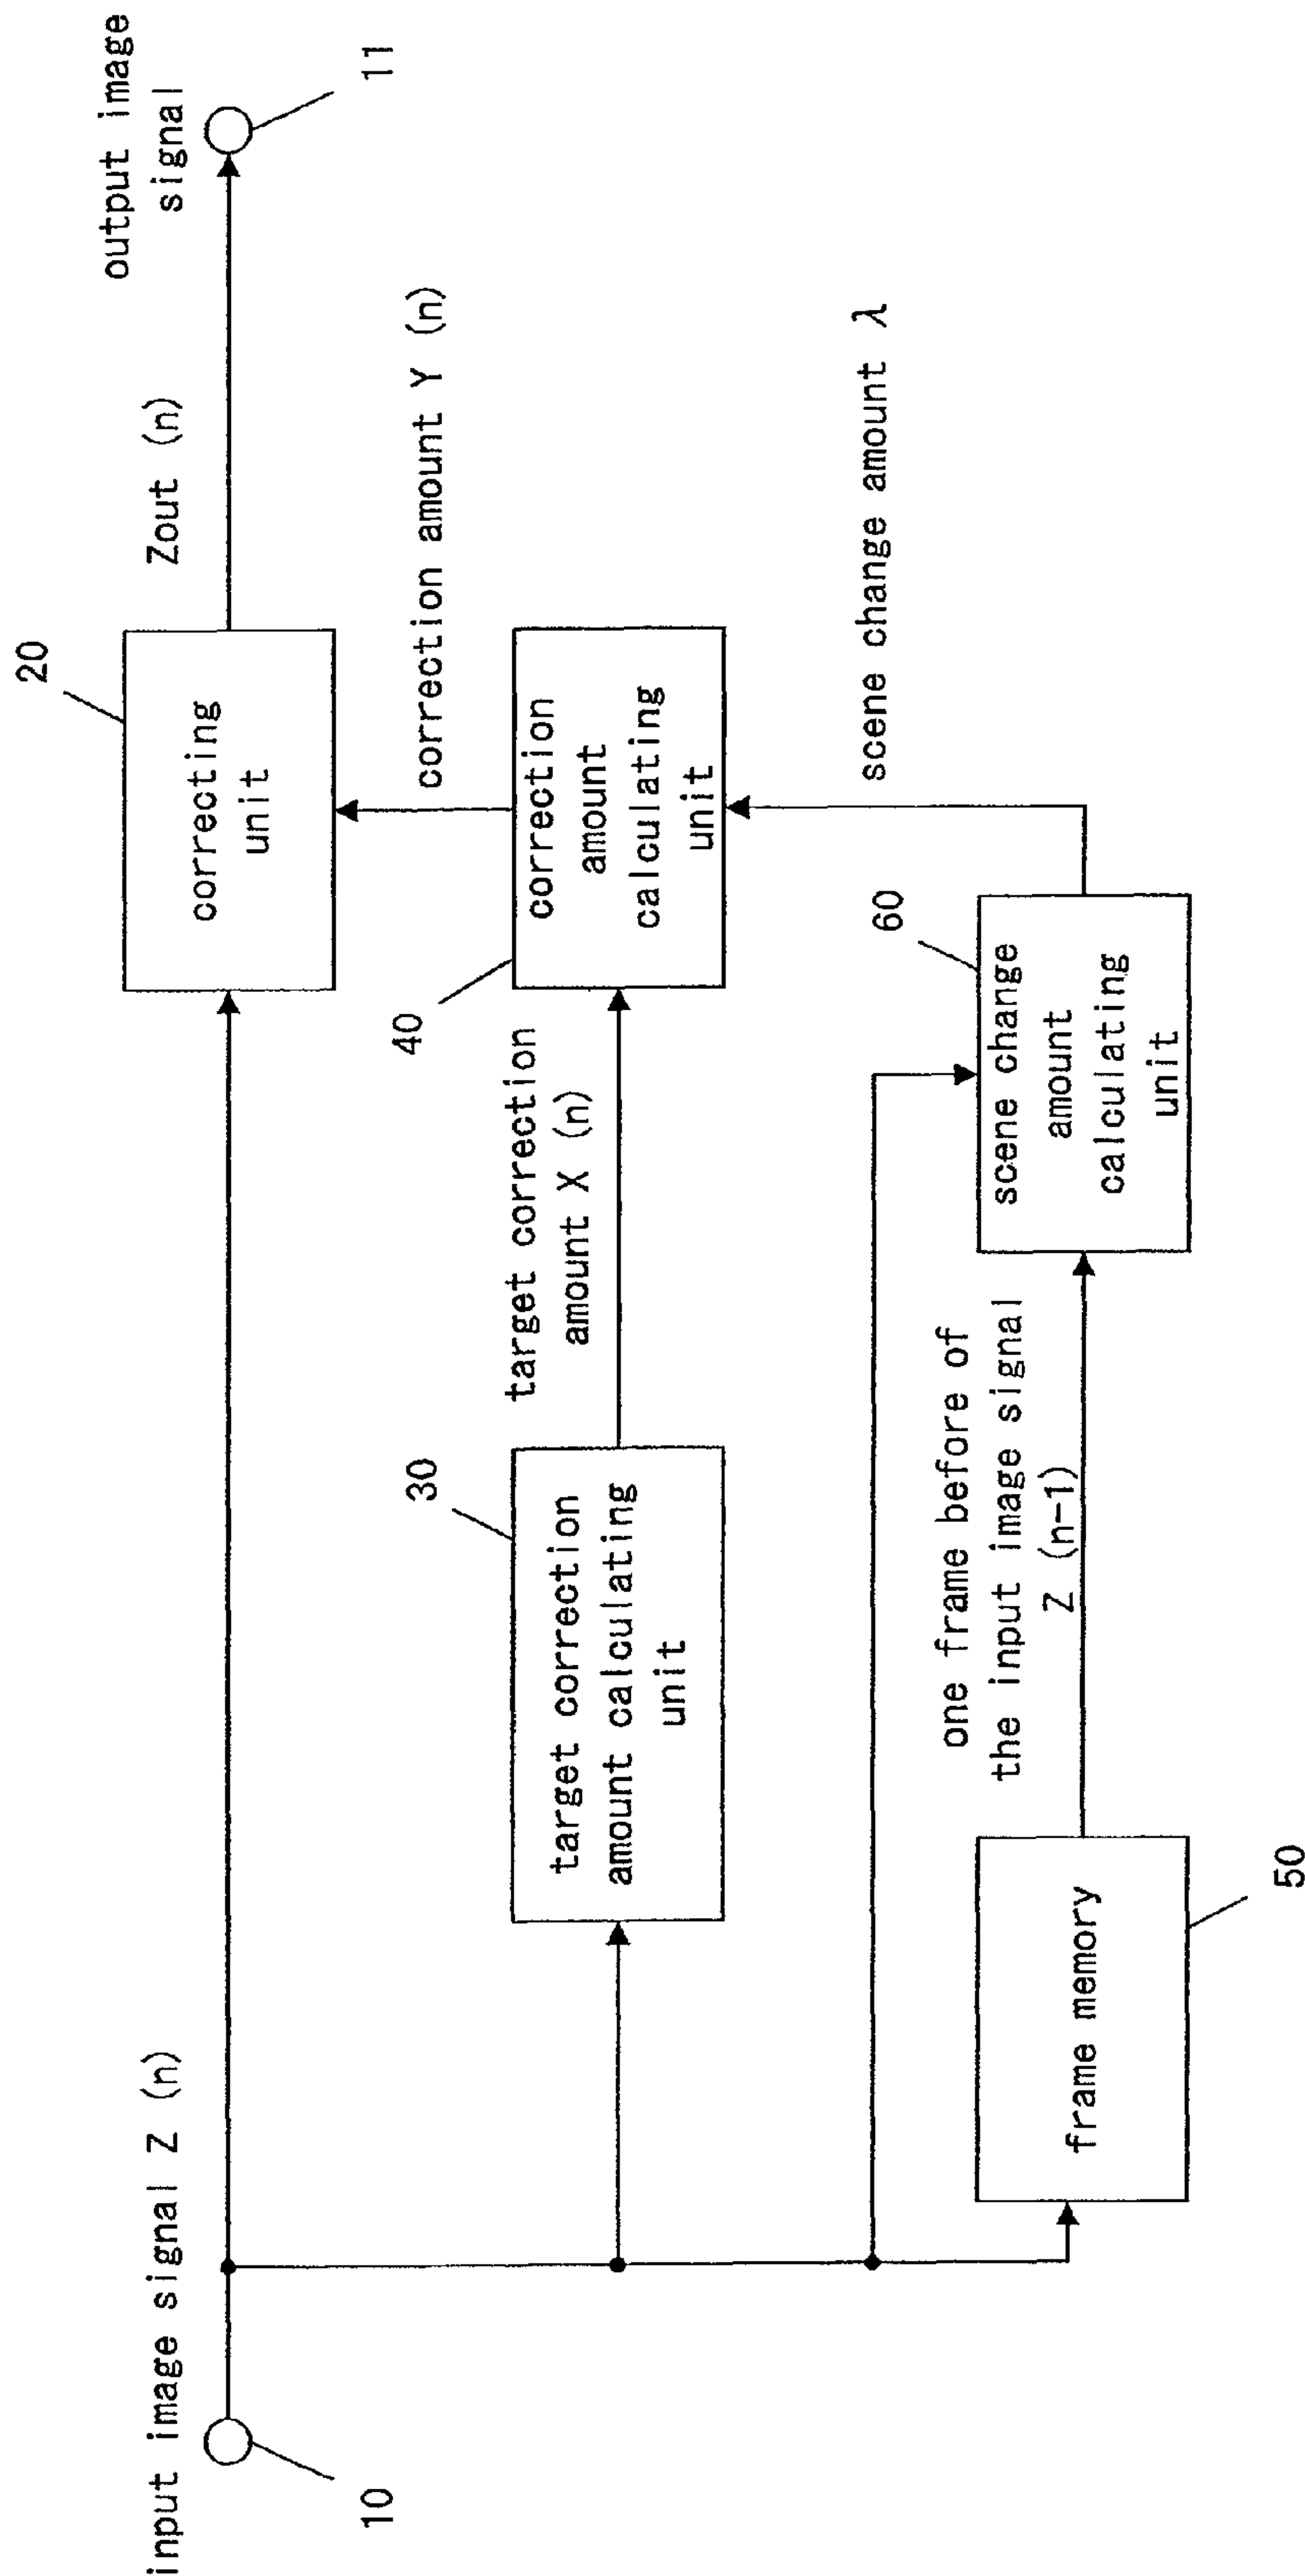 input image signal Z (n)
10
Zout (n)
output image
signal
11
20
correcting
unit
correction amount Y (n)
30
target correction
amount calculating
unit
target correction
amount X (n)
40
correction
amount
calculating
unit
scene change amount λ
50
frame memory
one frame before of
the input image signal
Z (n-1)
60
scene change
amount
calculating
unit